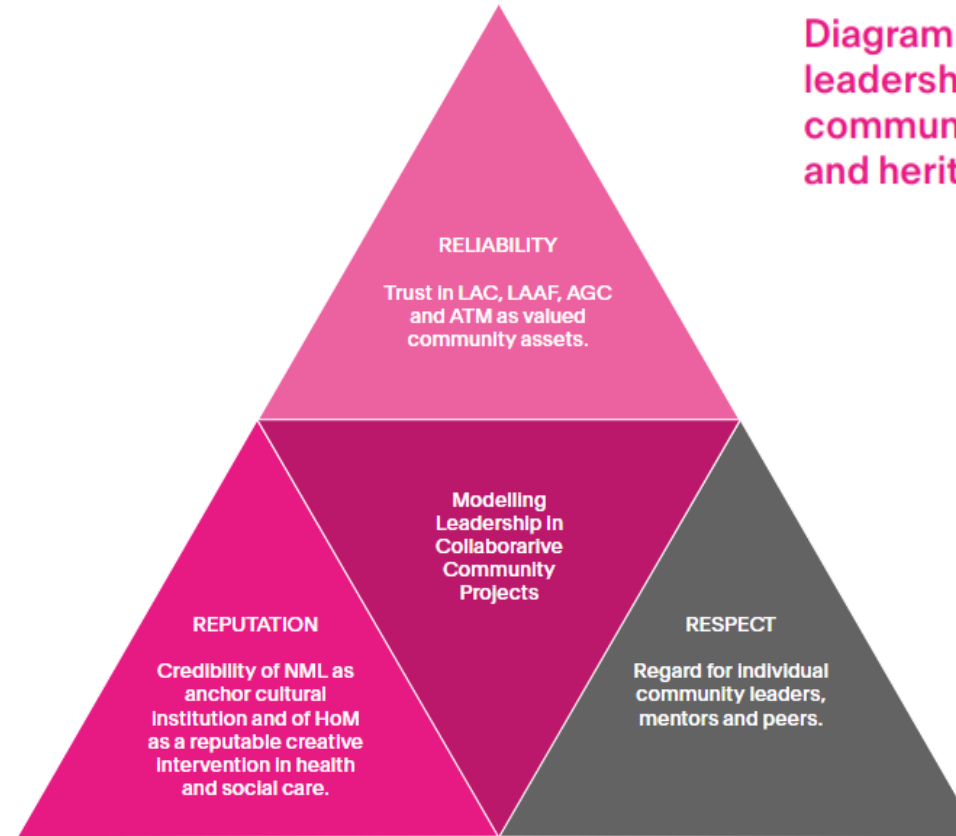 Diagram
leadersh
commun
and herit
RELIABILITY
Trust in LAC, LAAF, AGC
and ATM as valued
community assets.
Modelling
Leadership in
Collaborarive
Community
Projects
REPUTATION
Credibility of NML as
anchor cultural
institution and of HoM
as a reputable creative
intervention in health
and social care.
RESPECT
Regard for individual
community leaders,
mentors and peers.